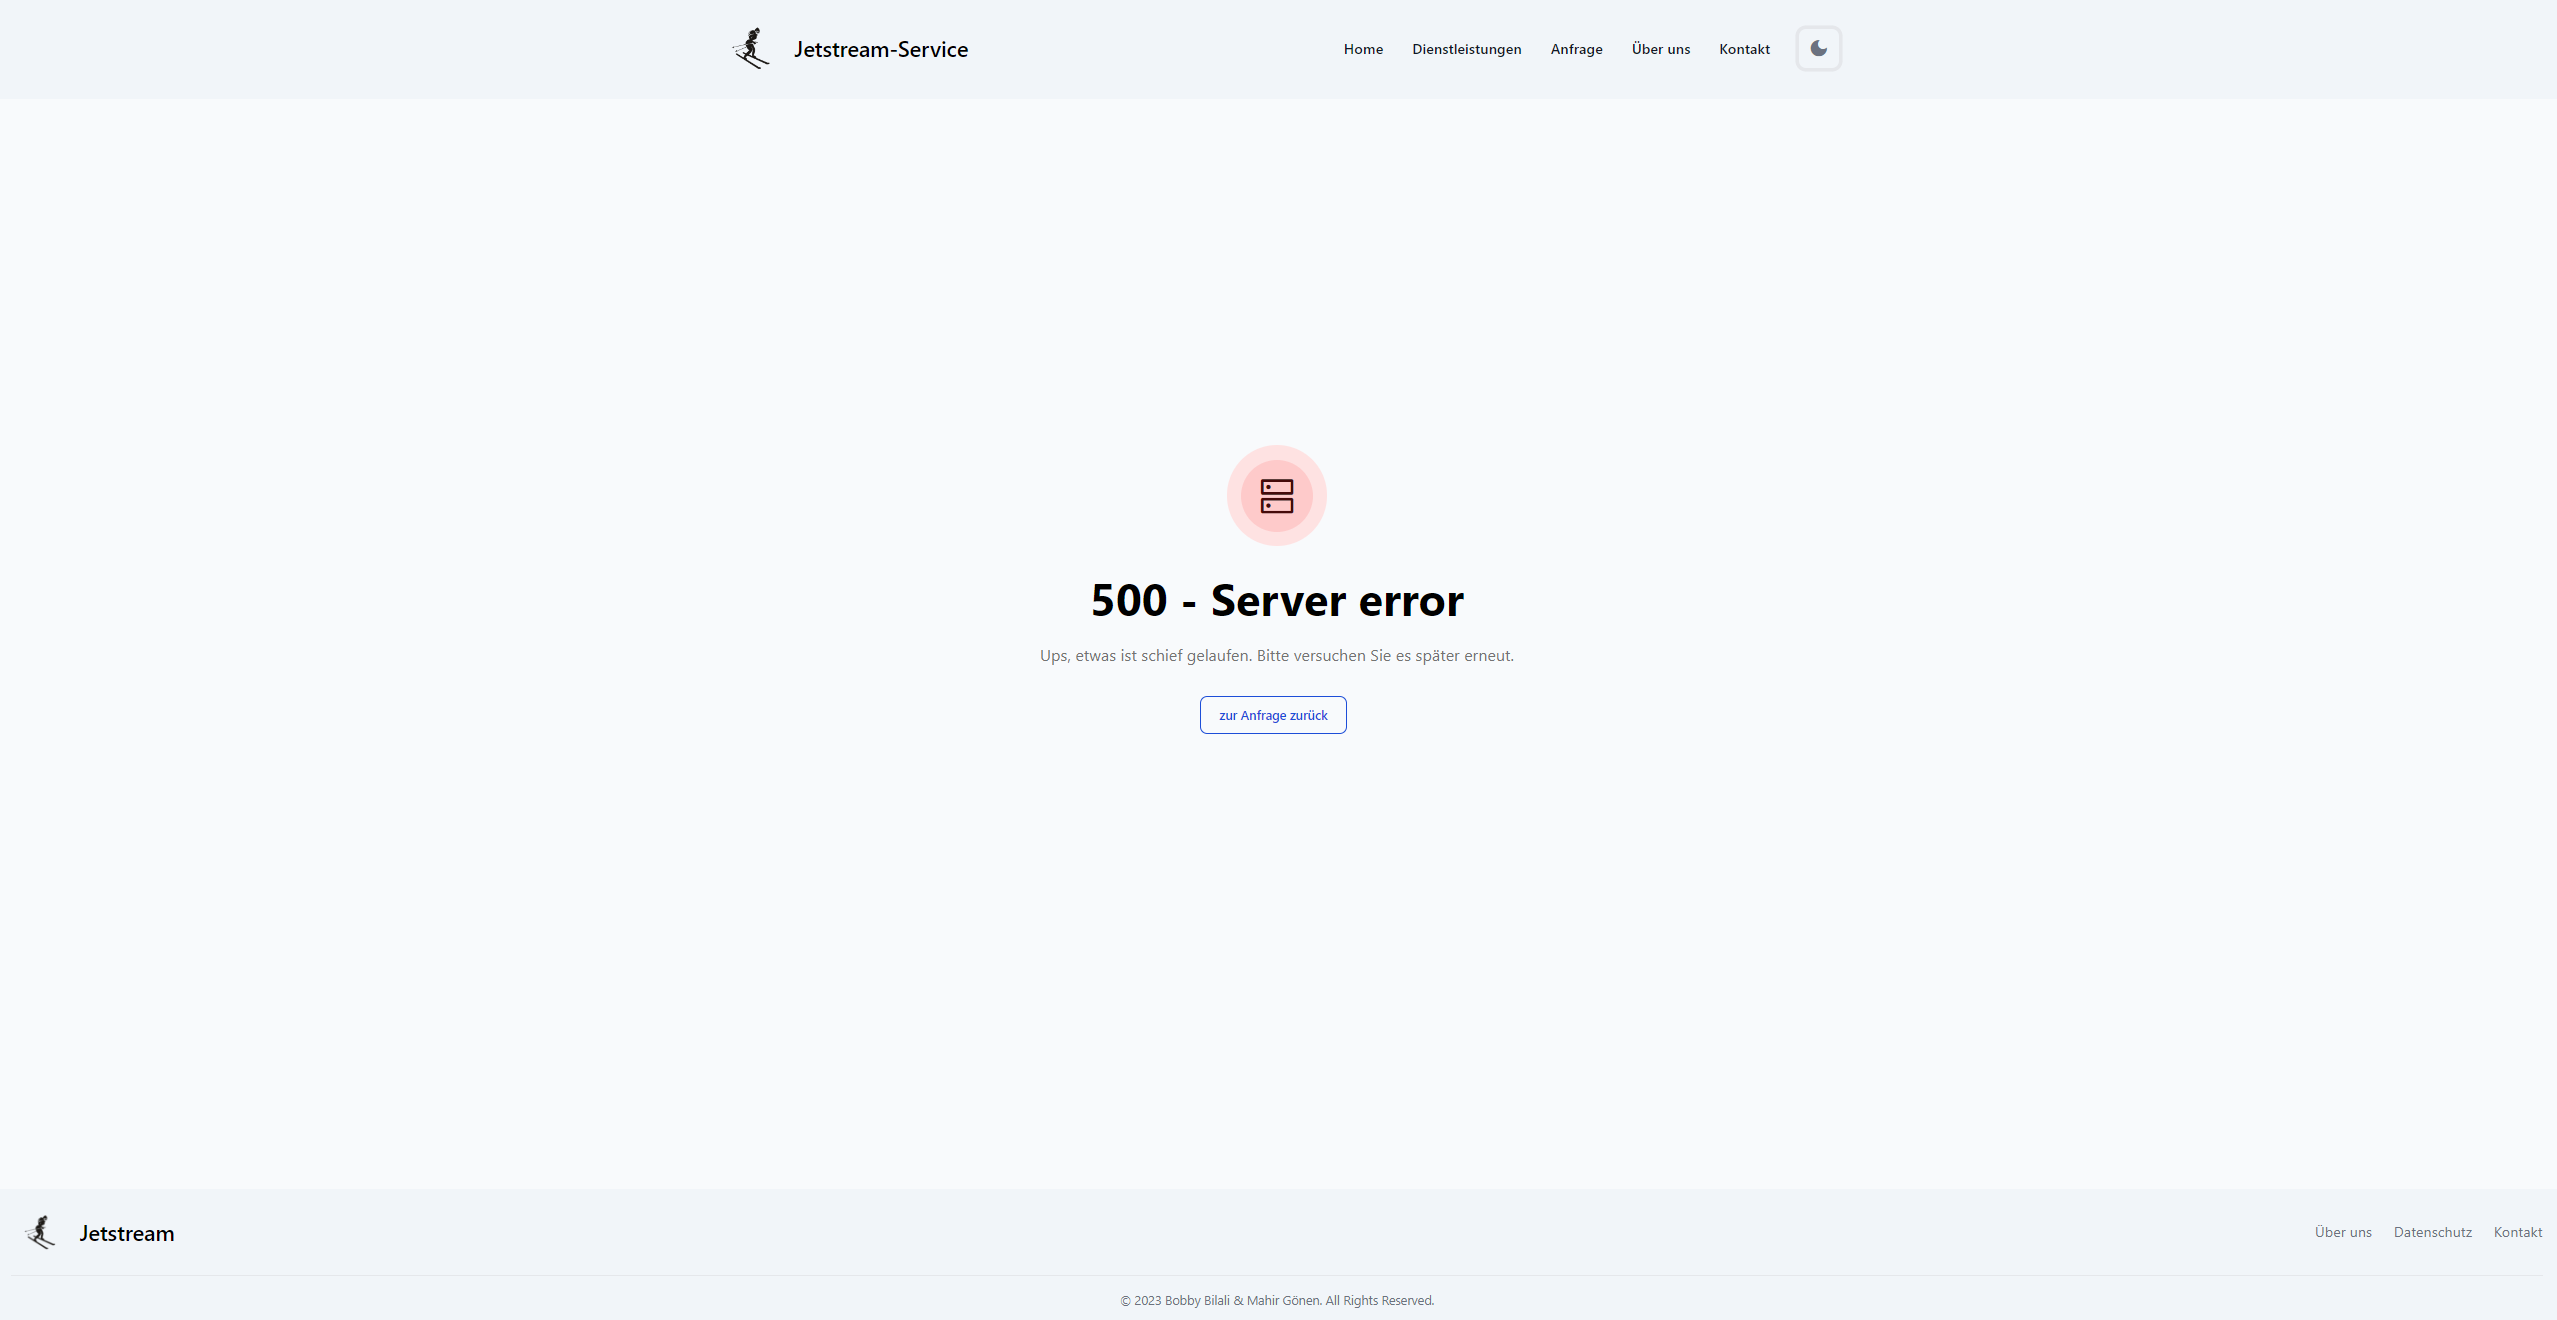 Jetstream-Service
Home Dienstleistungen Anfrage Über uns Kontakt
500 - Server error
Ups, etwas ist schief gelaufen. Bitte versuchen Sie es später erneut.
zur Anfrage zurück
Jetstream
Über uns Datenschutz Kontakt
© 2023 Bobby Bilali & Mahir Gönen. All Rights Reserved.